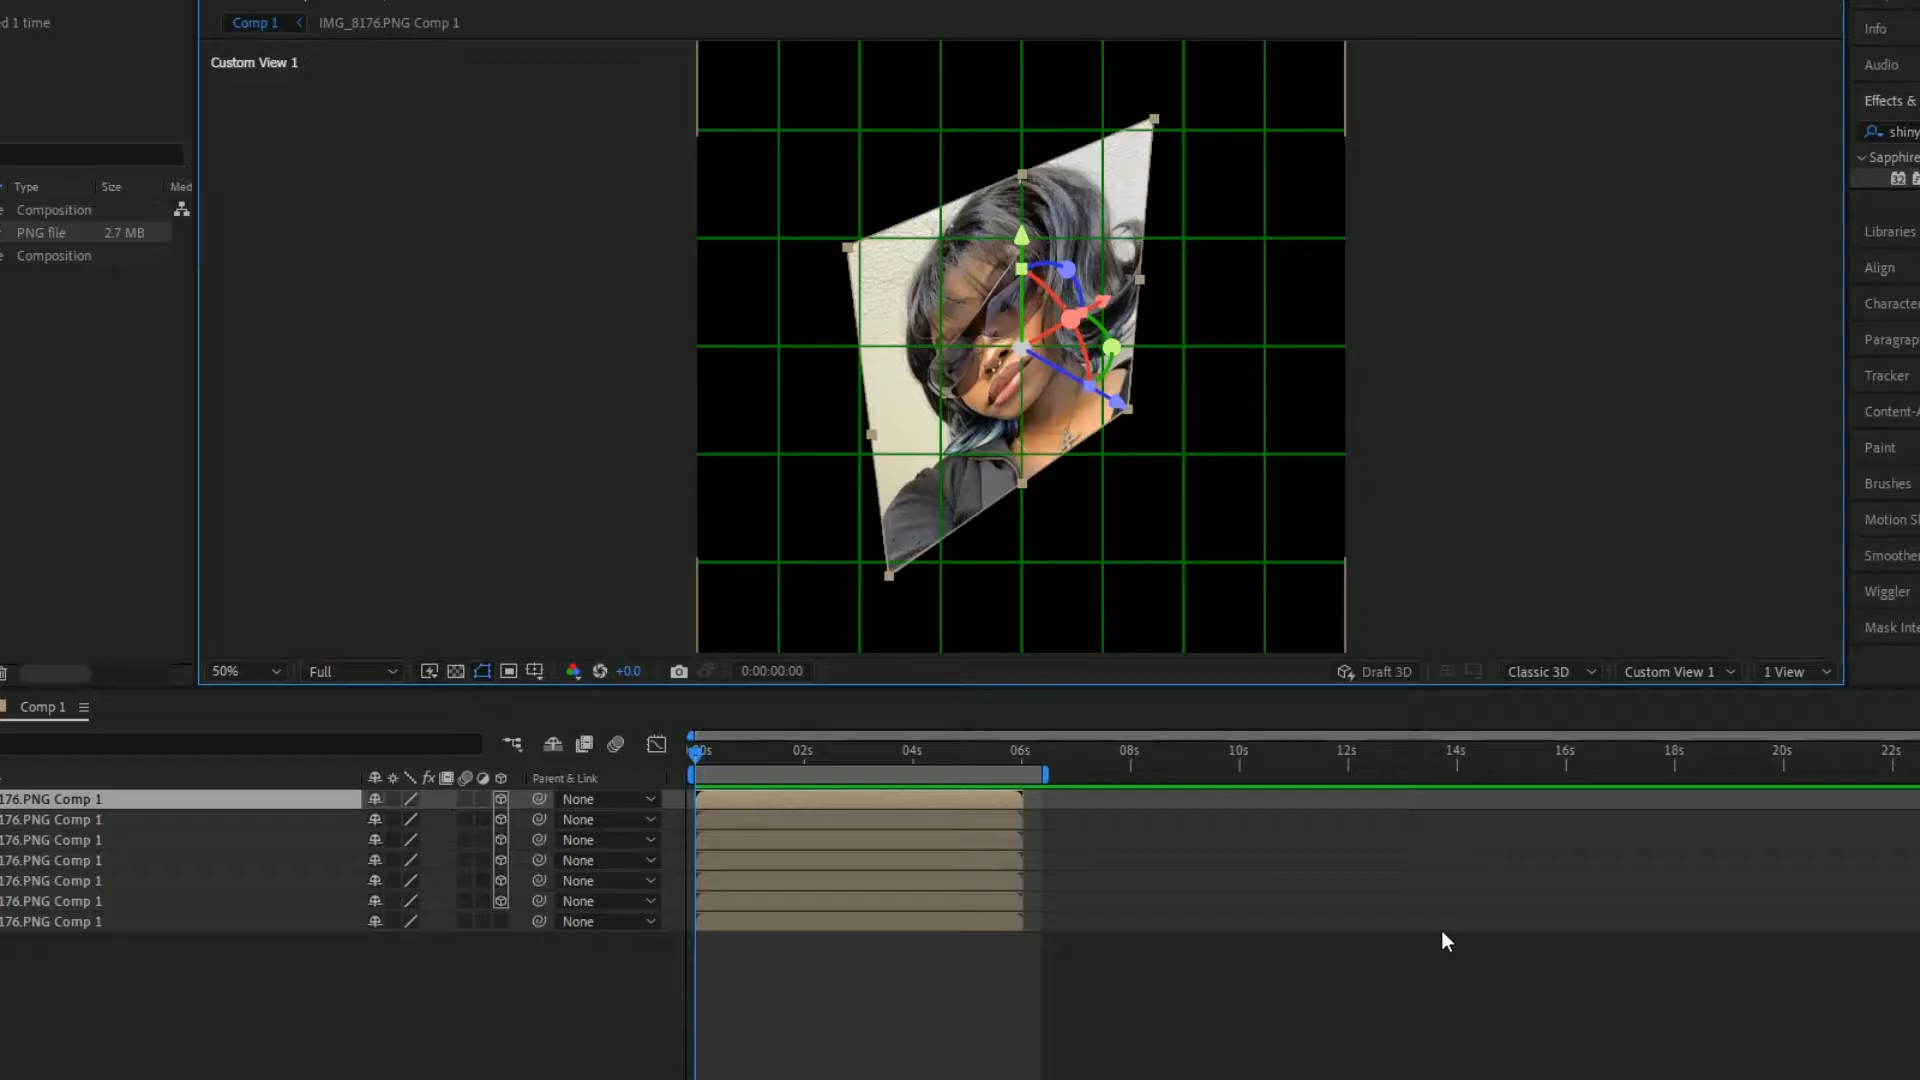 d 1 time
Comp 1
IMG_8176.PNG Comp 1
Custom View 1
Type Size Med
Composition
PNG file 2.7 MB
Composition
Info
Audio
Effects &
shiny
Sapphire
32
Libraries
Align
Characte
Paragrap
Tracker
Content-A
Paint
Brushes
Motion S
Smoother
Wiggler
Mask Inte
50% Full +0.0 0:00:00:00 Draft 3D Classic 3D Custom View 1 1 View
Comp 1
fx Parent & Link
00s 02s 04s 06s 08s 10s 12s 14s 16s 18s 20s 22s
176.PNG Comp 1 None
176.PNG Comp 1 None
176.PNG Comp 1 None
176.PNG Comp 1 None
176.PNG Comp 1 None
176.PNG Comp 1 None
176.PNG Comp 1 None